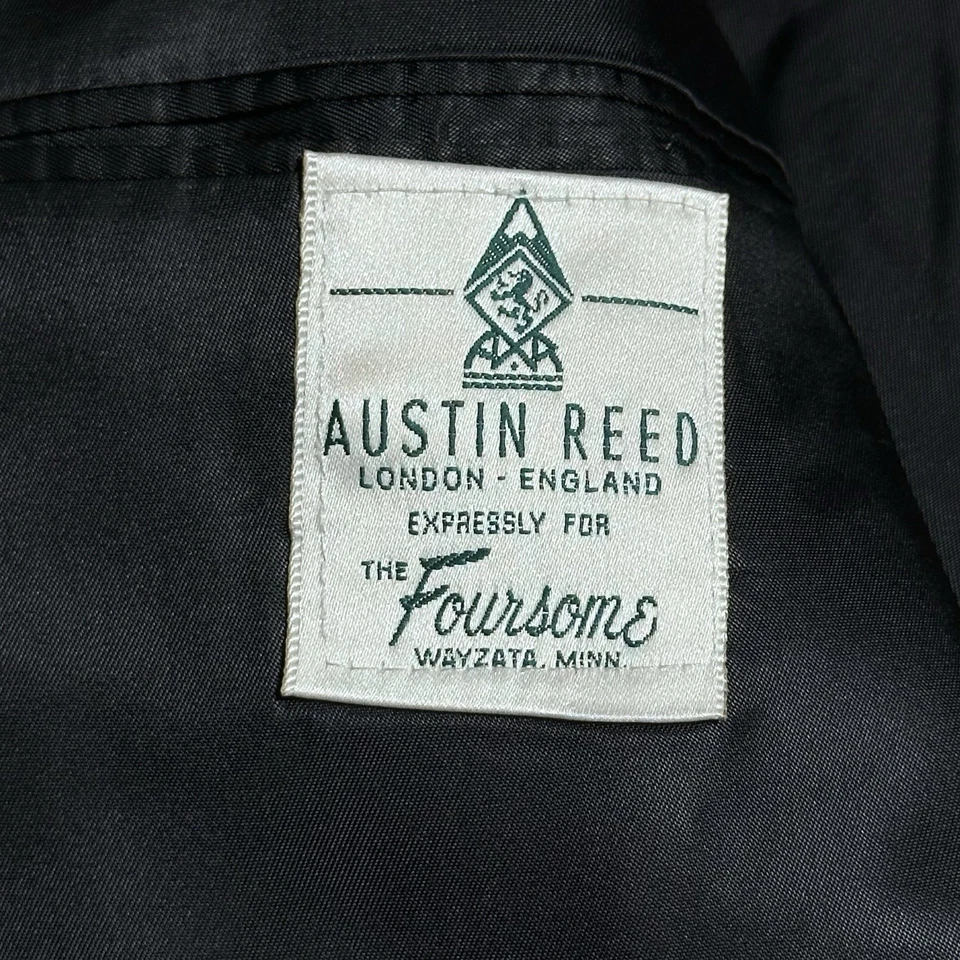 AUSTIN REED
LONDON - ENGLAND
EXPRESSLY FOR
THE Foursome
WAYZATA, MINN.